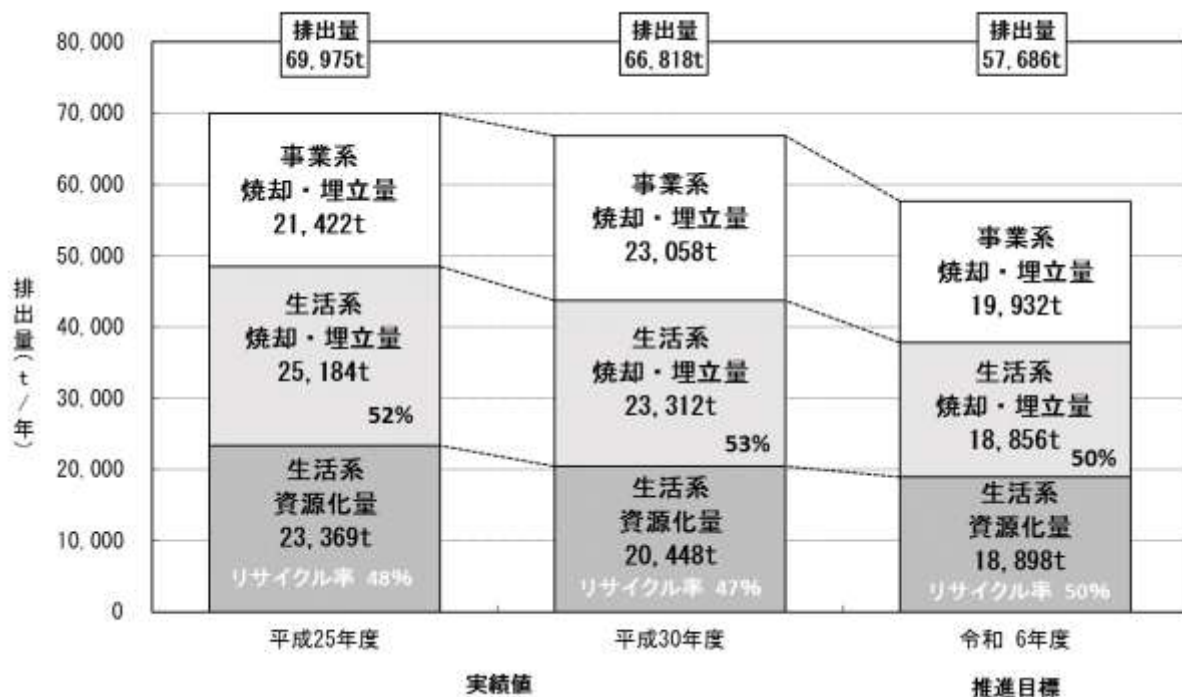 排出量
69,975t
排出量
66,818t
排出量
57,686t
排出量(t/年)
80,000
70,000
60,000
50,000
40,000
30,000
20,000
10,000
0
事業系
焼却・埋立量
21,422t
生活系
焼却・埋立量
25,184t
52%
生活系
資源化量
23,369t
リサイクル率 48%
事業系
焼却・埋立量
23,058t
生活系
焼却・埋立量
23,312t
53%
生活系
資源化量
20,448t
リサイクル率 47%
事業系
焼却・埋立量
19,932t
生活系
焼却・埋立量
18,856t
50%
生活系
資源化量
18,898t
リサイクル率 50%
平成25年度
平成30年度
令和 6年度
実績値
推進目標